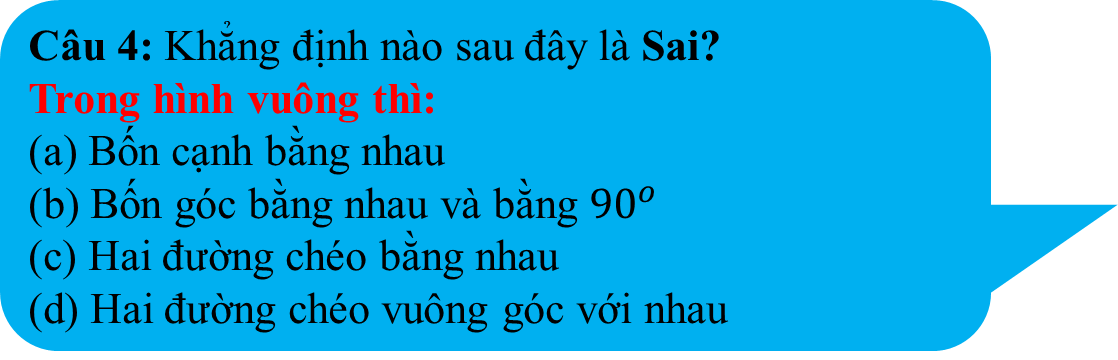 Câu 4: Khẳng định nào sau đây là Sai?
Trong hình vuông thì:
(a) Bốn cạnh bằng nhau
(b) Bốn góc bằng nhau và bằng 90ᵒ
(c) Hai đường chéo bằng nhau
(d) Hai đường chéo vuông góc với nhau